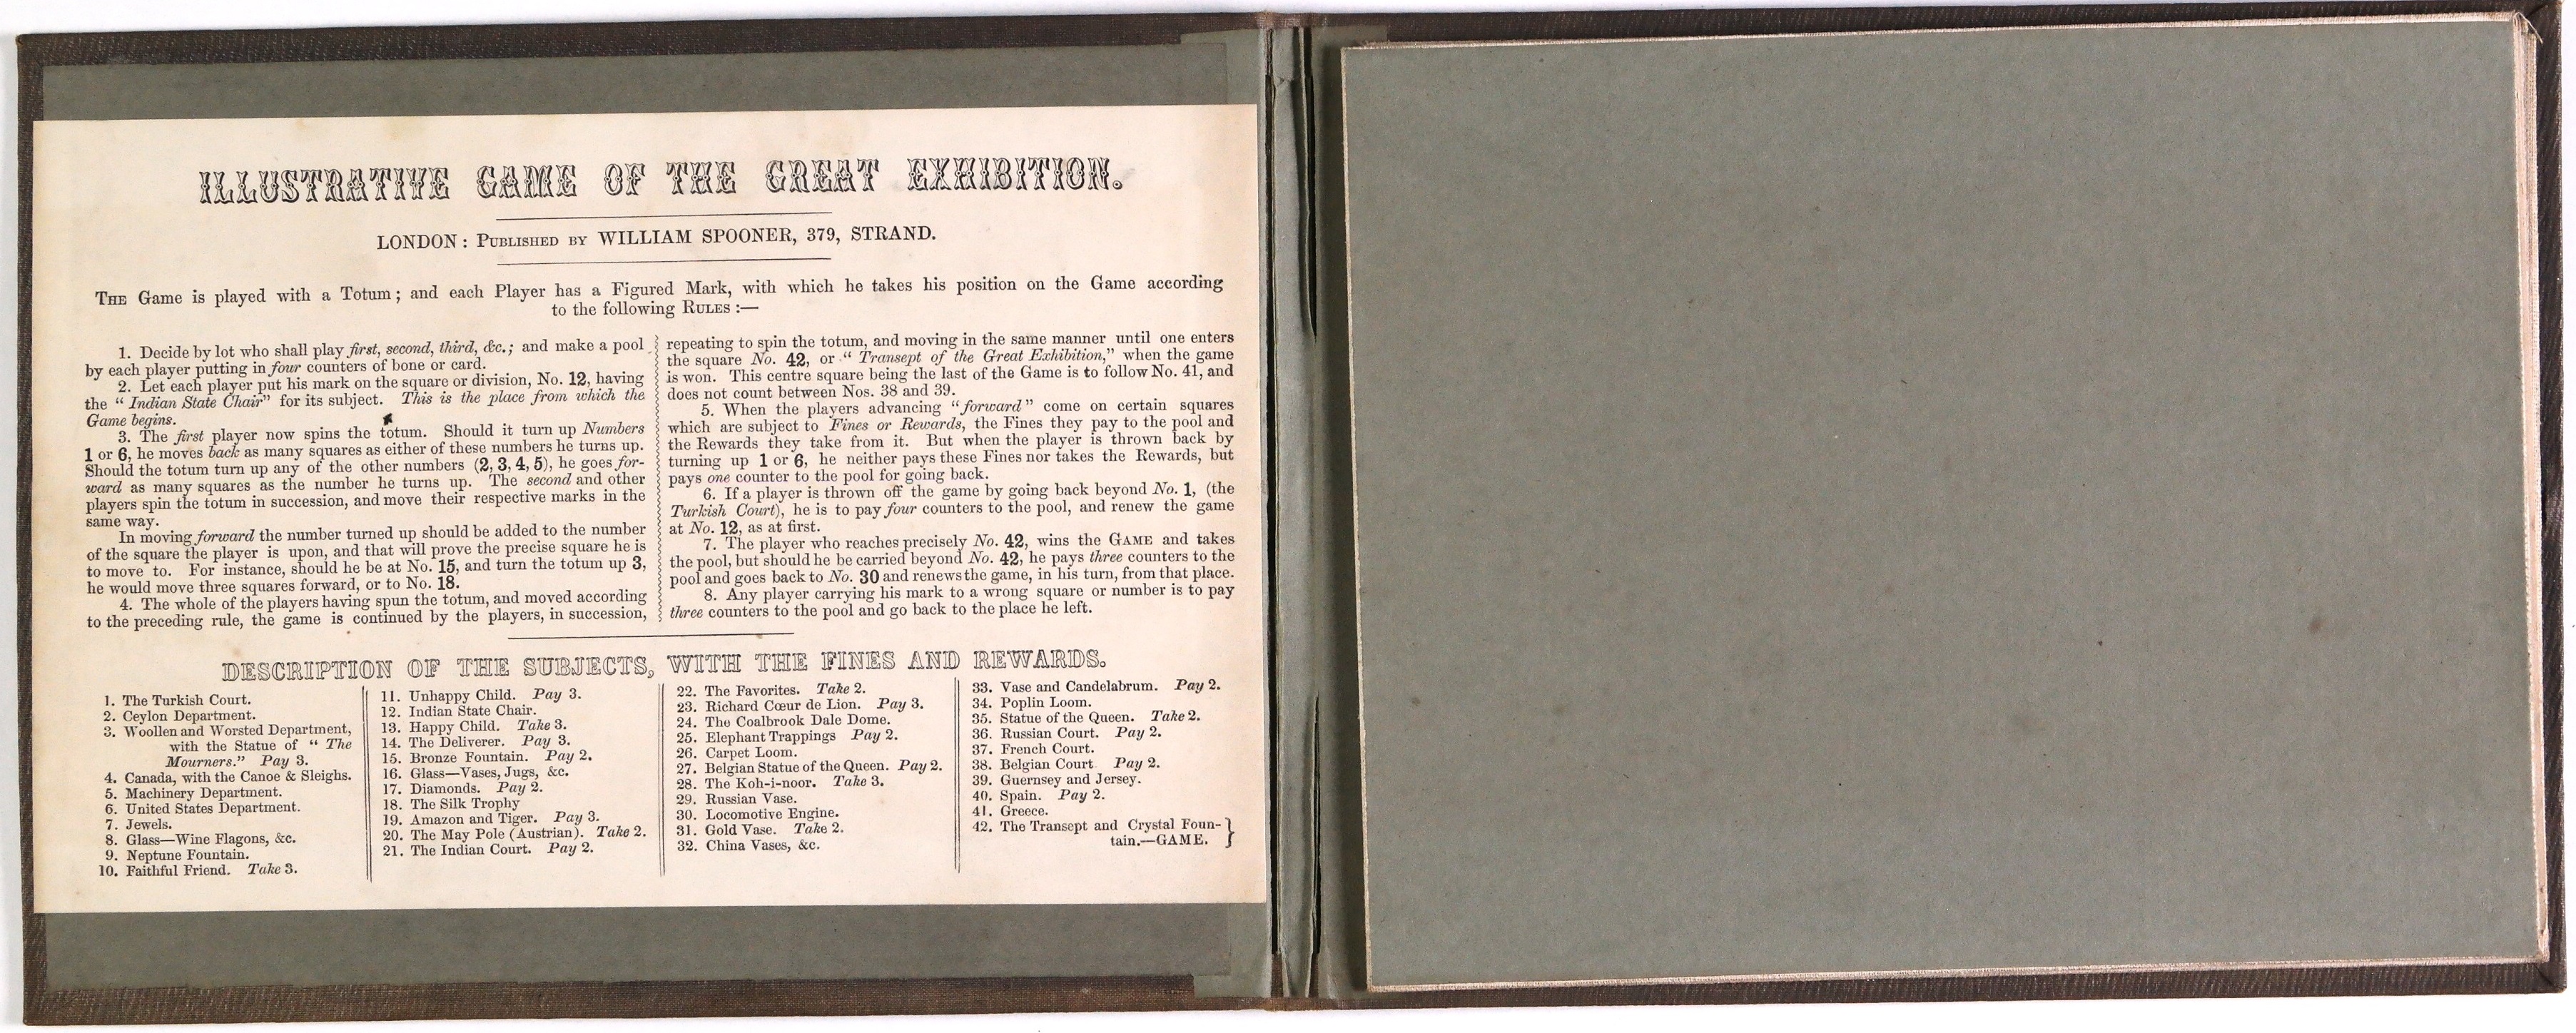 ILLUSTRATIVE GAME OF THE GREAT EXHIBITION.
LONDON: PUBLISHED BY WILLIAM SPOONER, 379, STRAND.
THE Game is played with a Totum; and each Player has a Figured Mark, with which he takes his position on the Game according
to the following RULES :—
1. Decide by lot who shall play first, second, third, &c.; and make a pool
by each player putting in four counters of bone or card.
2. Let each player put his mark on the square or division, No. 12, having
the “ Indian State Chair” for its subject. This is the place from which the
Game begins.
3. The first player now spins the totum. Should it turn up Numbers
1 or 6, he moves back as many squares as either of these numbers he turns up.
Should the totum turn up any of the other numbers (2, 3, 4, 5), he goes for-
ward as many squares as the number he turns up. The second and other
players spin the totum in succession, and move their respective marks in the
same way.
In moving forward the number turned up should be added to the number
of the square the player is upon, and that will prove the precise square he is
to move to. For instance, should he be at No. 15, and turn the totum up 3,
he would move three squares forward, or to No. 18.
4. The whole of the players having spun the totum, and moved according
to the preceding rule, the game is continued by the players, in succession,
repeating to spin the totum, and moving in the same manner until one enters
the square No. 42, or “ Transept of the Great Exhibition,” when the game
is won. This centre square being the last of the Game is to follow No. 41, and
does not count between Nos. 38 and 39.
5. When the players advancing “forward” come on certain squares
which are subject to Fines or Rewards, the Fines they pay to the pool and
the Rewards they take from it. But when the player is thrown back by
turning up 1 or 6, he neither pays these Fines nor takes the Rewards, but
pays one counter to the pool for going back.
6. If a player is thrown off the game by going back beyond No. 1, (the
Turkish Court), he is to pay four counters to the pool, and renew the game
at No. 12, as at first.
7. The player who reaches precisely No. 42, wins the GAME and takes
the pool, but should he be carried beyond No. 42, he pays three counters to the
pool and goes back to No. 30 and renews the game, in his turn, from that place.
8. Any player carrying his mark to a wrong square or number is to pay
three counters to the pool and go back to the place he left.
DESCRIPTION OF THE SUBJECTS, WITH THE FINES AND REWARDS.
1. The Turkish Court.
2. Ceylon Department.
3. Woollen and Worsted Department,
with the Statue of “ The
Mourners.” Pay 3.
4. Canada, with the Canoe & Sleighs.
5. Machinery Department.
6. United States Department.
7. Jewels.
8. Glass—Wine Flagons, &c.
9. Neptune Fountain.
10. Faithful Friend. Take 3.
11. Unhappy Child. Pay 3.
12. Indian State Chair.
13. Happy Child. Take 3.
14. The Deliverer. Pay 3.
15. Bronze Fountain. Pay 2.
16. Glass—Vases, Jugs, &c.
17. Diamonds. Pay 2.
18. The Silk Trophy
19. Amazon and Tiger. Pay 3.
20. The May Pole (Austrian). Take 2.
21. The Indian Court. Pay 2.
22. The Favorites. Take 2.
23. Richard Cœur de Lion. Pay 3.
24. The Coalbrook Dale Dome.
25. Elephant Trappings Pay 2.
26. Carpet Loom.
27. Belgian Statue of the Queen. Pay 2.
28. The Koh-i-noor. Take 3.
29. Russian Vase.
30. Locomotive Engine.
31. Gold Vase. Take 2.
32. China Vases, &c.
33. Vase and Candelabrum. Pay 2.
34. Poplin Loom.
35. Statue of the Queen. Take 2.
36. Russian Court. Pay 2.
37. French Court.
38. Belgian Court Pay 2.
39. Guernsey and Jersey.
40. Spain. Pay 2.
41. Greece.
42. The Transept and Crystal Foun-
tain.—GAME.